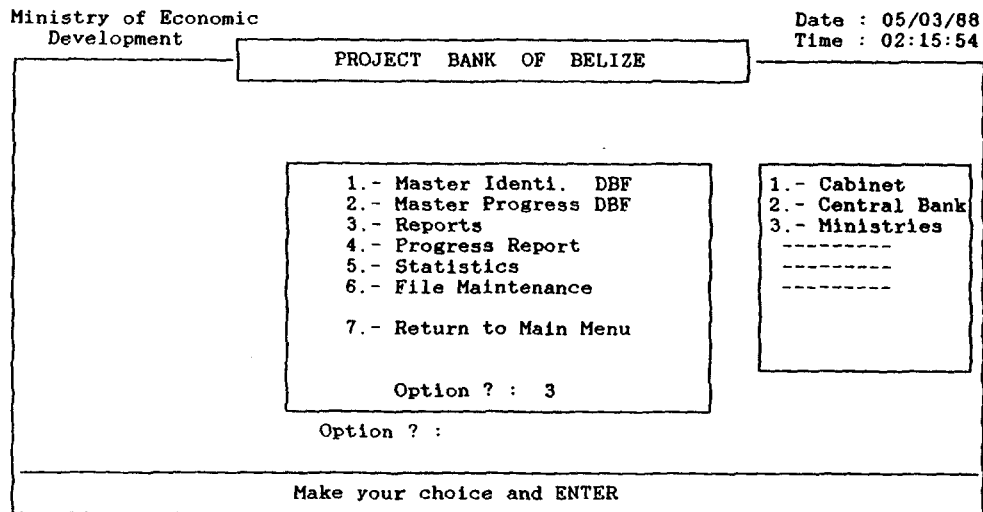 Ministry of Economic
Development
Date : 05/03/88
Time : 02:15:54
PROJECT BANK OF BELIZE
1.- Master Identi. DBF
2.- Master Progress DBF
3.- Reports
4.- Progress Report
5.- Statistics
6.- File Maintenance
7.- Return to Main Menu
Option ? : 3
1.- Cabinet
2.- Central Bank
3.- Ministries
---------
---------
---------
Option ? :
Make your choice and ENTER